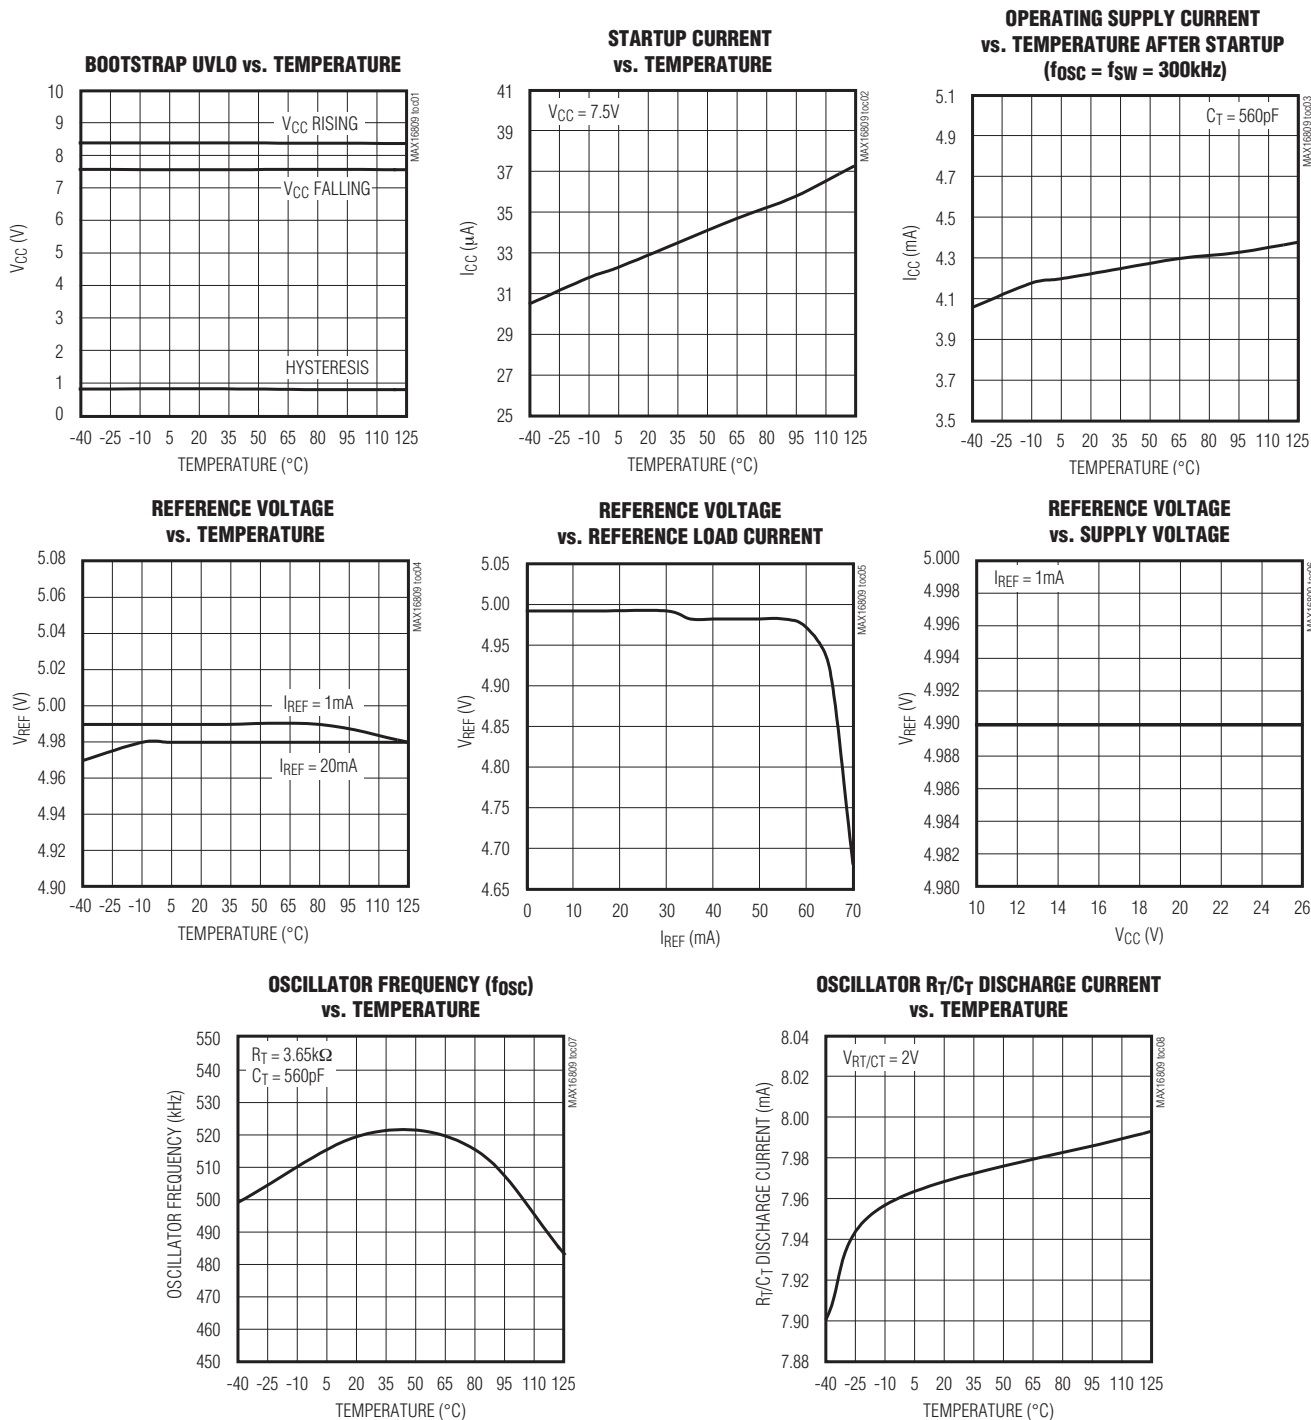 BOOTSTRAP UVLO vs. TEMPERATURE
MAX16809 toc01
10
9
8
7
6
5
4
3
2
1
0
VCC (V)
VCC RISING
VCC FALLING
HYSTERESIS
-40 -25 -10 5 20 35 50 65 80 95 110 125
TEMPERATURE (°C)
STARTUP CURRENT
vs. TEMPERATURE
MAX16809 toc02
41
39
37
35
33
31
29
27
25
ICC (µA)
VCC = 7.5V
-40 -25 -10 5 20 35 50 65 80 95 110 125
TEMPERATURE (°C)
OPERATING SUPPLY CURRENT
vs. TEMPERATURE AFTER STARTUP
(fOSC = fSW = 300kHz)
MAX16809 toc03
5.1
4.9
4.7
4.5
4.3
4.1
3.9
3.7
3.5
ICC (mA)
CT = 560pF
-40 -25 -10 5 20 35 50 65 80 95 110 125
TEMPERATURE (°C)
REFERENCE VOLTAGE
vs. TEMPERATURE
MAX16809 toc04
5.08
5.06
5.04
5.02
5.00
4.98
4.96
4.94
4.92
4.90
VREF (V)
IREF = 1mA
IREF = 20mA
-40 -25 -10 5 20 35 50 65 80 95 110 125
TEMPERATURE (°C)
REFERENCE VOLTAGE
vs. REFERENCE LOAD CURRENT
MAX16809 toc05
5.05
5.00
4.95
4.90
4.85
4.80
4.75
4.70
4.65
VREF (V)
0 10 20 30 40 50 60 70
IREF (mA)
REFERENCE VOLTAGE
vs. SUPPLY VOLTAGE
MAX16809 toc06
5.000
4.998
4.996
4.994
4.992
4.990
4.988
4.986
4.984
4.982
4.980
VREF (V)
IREF = 1mA
10 12 14 16 18 20 22 24 26
VCC (V)
OSCILLATOR FREQUENCY (fOSC)
vs. TEMPERATURE
MAX16809 toc07
550
540
530
520
510
500
490
480
470
460
450
OSCILLATOR FREQUENCY (kHz)
RT = 3.65kΩ
CT = 560pF
-40 -25 -10 5 20 35 50 65 80 95 110 125
TEMPERATURE (°C)
OSCILLATOR RT/CT DISCHARGE CURRENT
vs. TEMPERATURE
MAX16809 toc08
8.04
8.02
8.00
7.98
7.96
7.94
7.92
7.90
7.88
RT/CT DISCHARGE CURRENT (mA)
VRT/CT = 2V
-40 -25 -10 5 20 35 50 65 80 95 110 125
TEMPERATURE (°C)